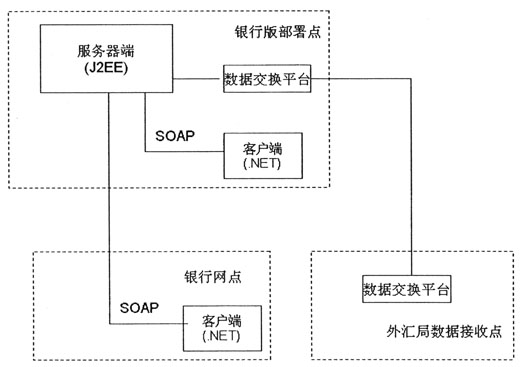 银行版部署点
服务器端
(J2EE)
数据交换平台
SOAP
客户端
(.NET)
银行网点
SOAP
客户端
(.NET)
数据交换平台
外汇局数据接收点